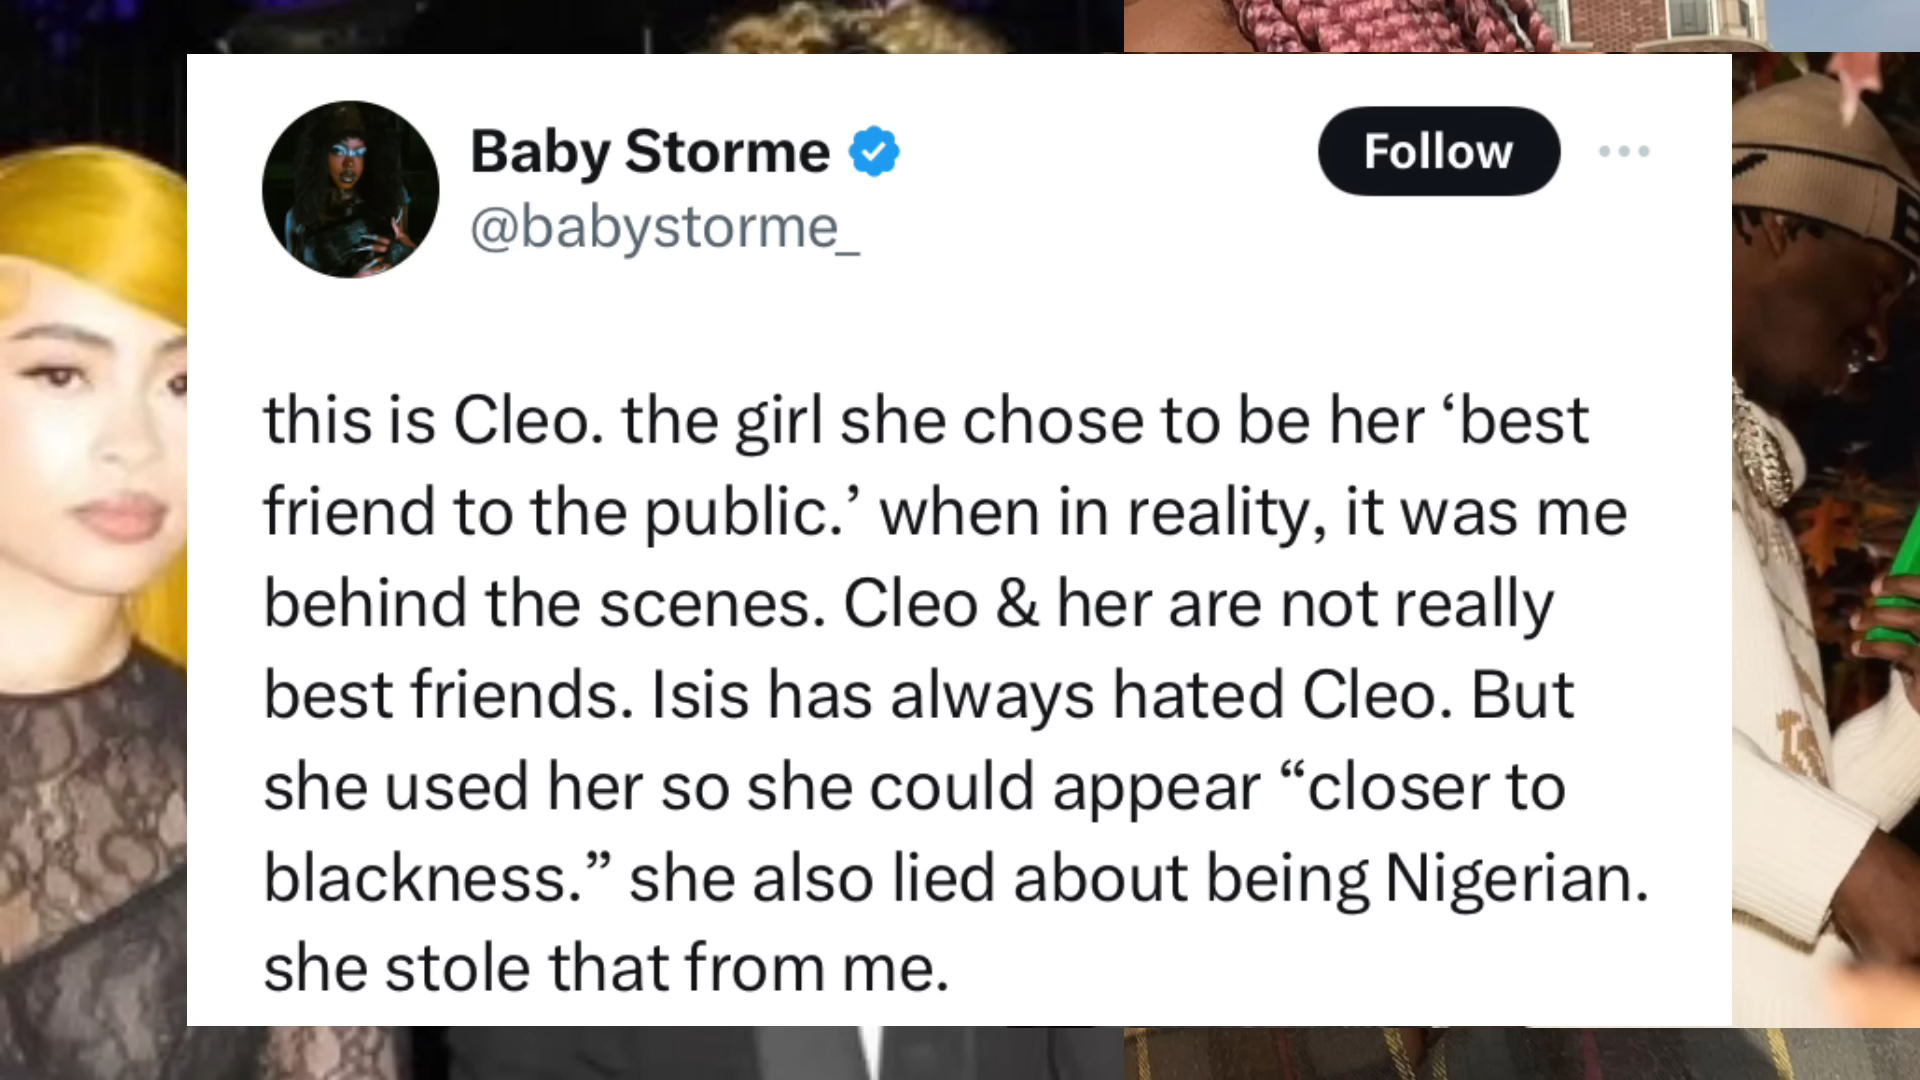 Baby Storme
Follow
@babystorme_
this is Cleo. the girl she chose to be her ‘best
friend to the public.’ when in reality, it was me
behind the scenes. Cleo & her are not really
best friends. Isis has always hated Cleo. But
she used her so she could appear “closer to
blackness.” she also lied about being Nigerian.
she stole that from me.